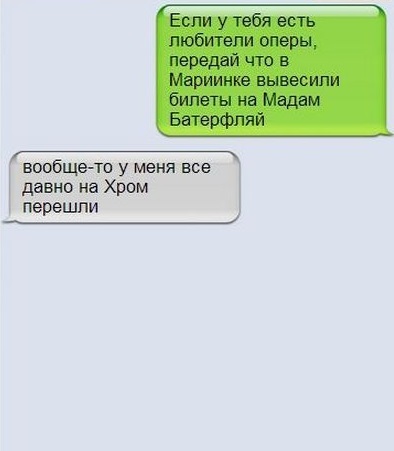 Если у тебя есть
любители оперы,
передай что в
Мариинке вывесили
билеты на Мадам
Батерфляй
вообще-то у меня все
давно на Хром
перешли